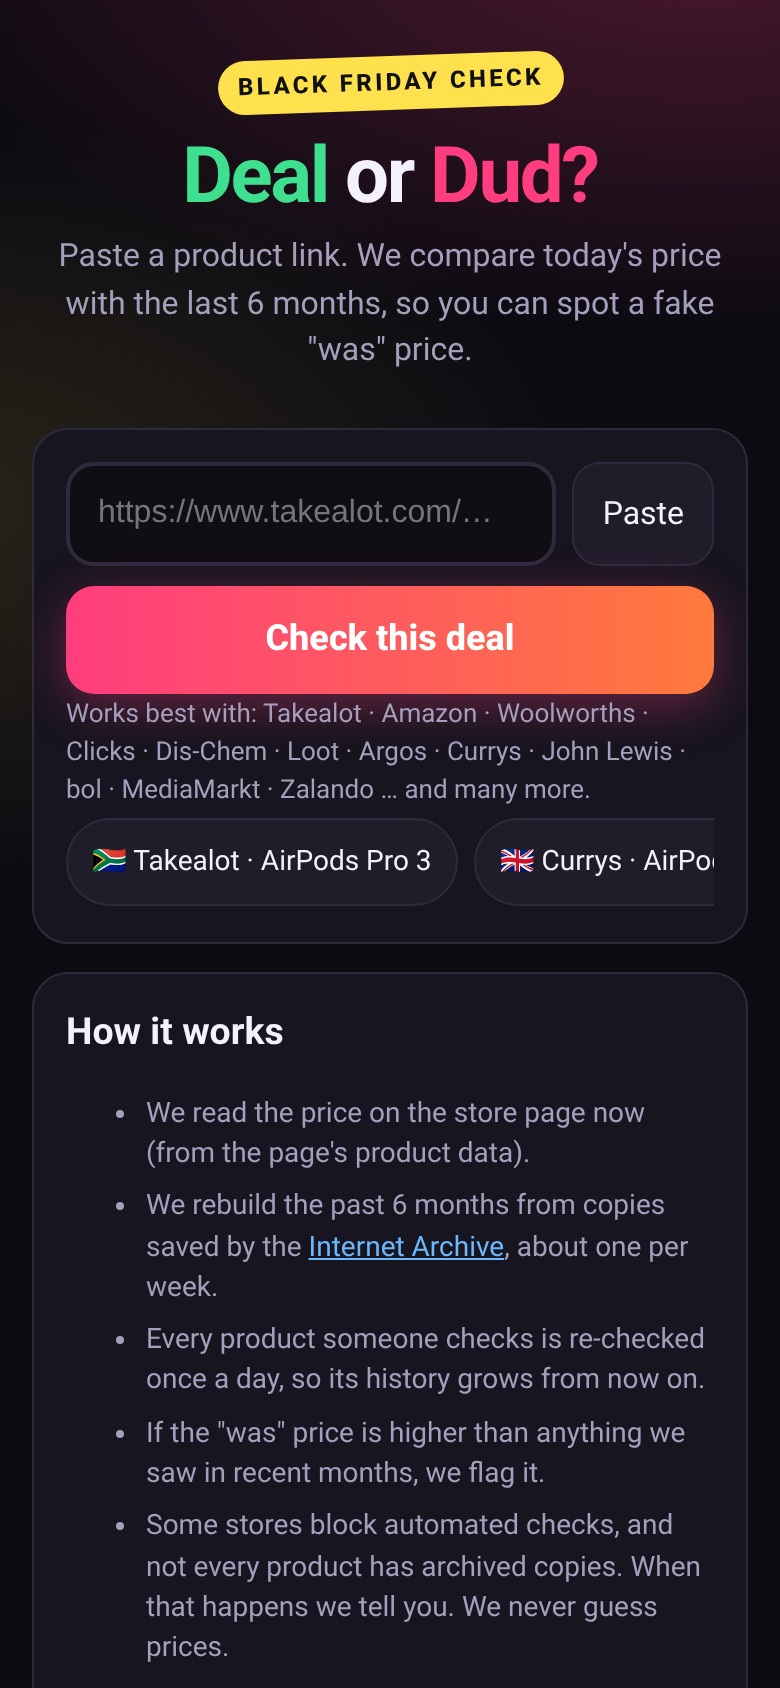 BLACK FRIDAY CHECK
Deal or Dud?
Paste a product link. We compare today's price
with the last 6 months, so you can spot a fake
"was" price.
https://www.takealot.com/…
Paste
Check this deal
Works best with: Takealot · Amazon · Woolworths ·
Clicks · Dis-Chem · Loot · Argos · Currys · John Lewis ·
bol · MediaMarkt · Zalando … and many more.
🇿🇦 Takealot · AirPods Pro 3
🇬🇧 Currys · AirPo
How it works
• We read the price on the store page now
(from the page's product data).
• We rebuild the past 6 months from copies
saved by the Internet Archive, about one per
week.
• Every product someone checks is re-checked
once a day, so its history grows from now on.
• If the "was" price is higher than anything we
saw in recent months, we flag it.
• Some stores block automated checks, and
not every product has archived copies. When
that happens we tell you. We never guess
prices.